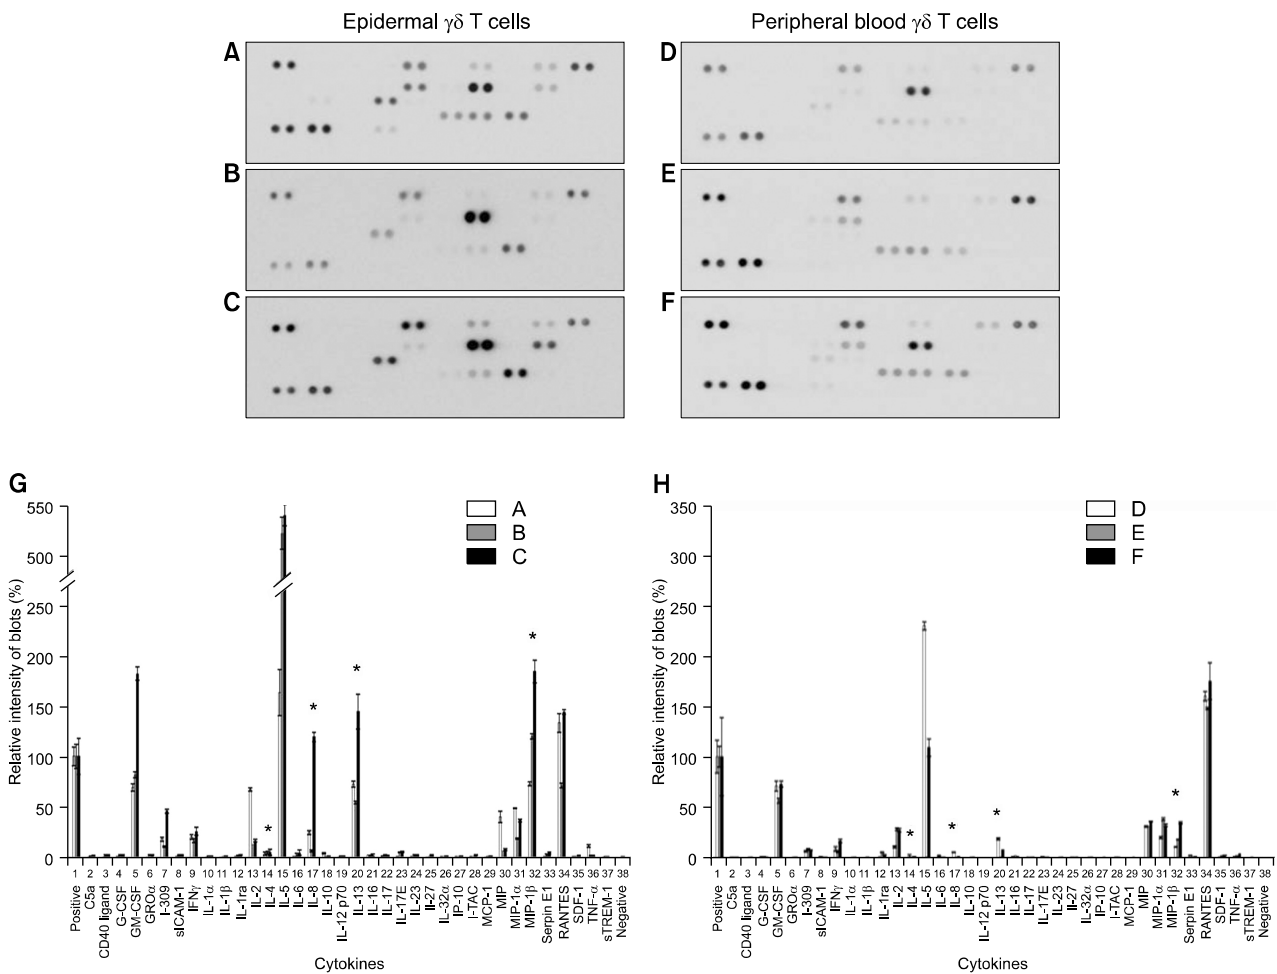 Epidermal γδ T cells
Peripheral blood γδ T cells
A
D
B
E
C
F
G
Relative intensity of blots (%)
550
500
250
200
150
100
50
0
A
B
C
*
*
*
*
1 2 3 4 5 6 7 8 9 10 11 12 13 14 15 16 17 18 19 20 21 22 23 24 25 26 27 28 29 30 31 32 33 34 35 36 37 38
Positive
C5a
CD40 ligand
G-CSF
GM-CSF
GROα
I-309
sICAM-1
IFNγ
IL-1α
IL-1β
IL-1ra
IL-2
IL-4
IL-5
IL-6
IL-8
IL-10
IL-12 p70
IL-13
IL-16
IL-17
IL-17E
IL-23
Il-27
IL-32α
IP-10
I-TAC
MCP-1
MIP
MIP-1α
MIP-1β
Serpin E1
RANTES
SDF-1
TNF-α
sTREM-1
Negative
Cytokines
H
Relative intensity of blots (%)
350
300
250
200
150
100
50
0
D
E
F
*
*
*
*
1 2 3 4 5 6 7 8 9 10 11 12 13 14 15 16 17 18 19 20 21 22 23 24 25 26 27 28 29 30 31 32 33 34 35 36 37 38
Positive
C5a
CD40 ligand
G-CSF
GM-CSF
GROα
I-309
sICAM-1
IFNγ
IL-1α
IL-1β
IL-1ra
IL-2
IL-4
IL-5
IL-6
IL-8
IL-10
IL-12 p70
IL-13
IL-16
IL-17
IL-17E
IL-23
Il-27
IL-32α
IP-10
I-TAC
MCP-1
MIP
MIP-1α
MIP-1β
Serpin E1
RANTES
SDF-1
TNF-α
sTREM-1
Negative
Cytokines